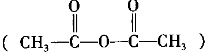 O O
( CH₃—C—O—C—CH₃ )